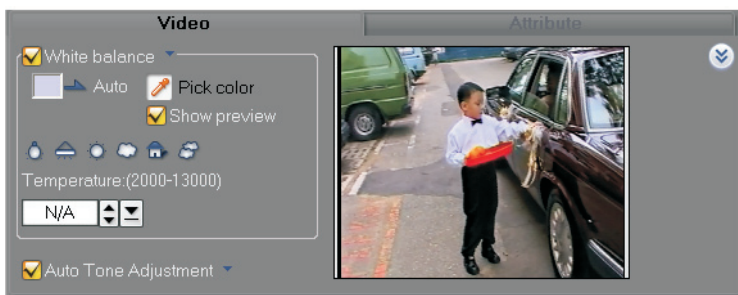 Video
Attribute
White balance
Auto
Pick color
Show preview
Temperature:(2000-13000)
N/A
Auto Tone Adjustment